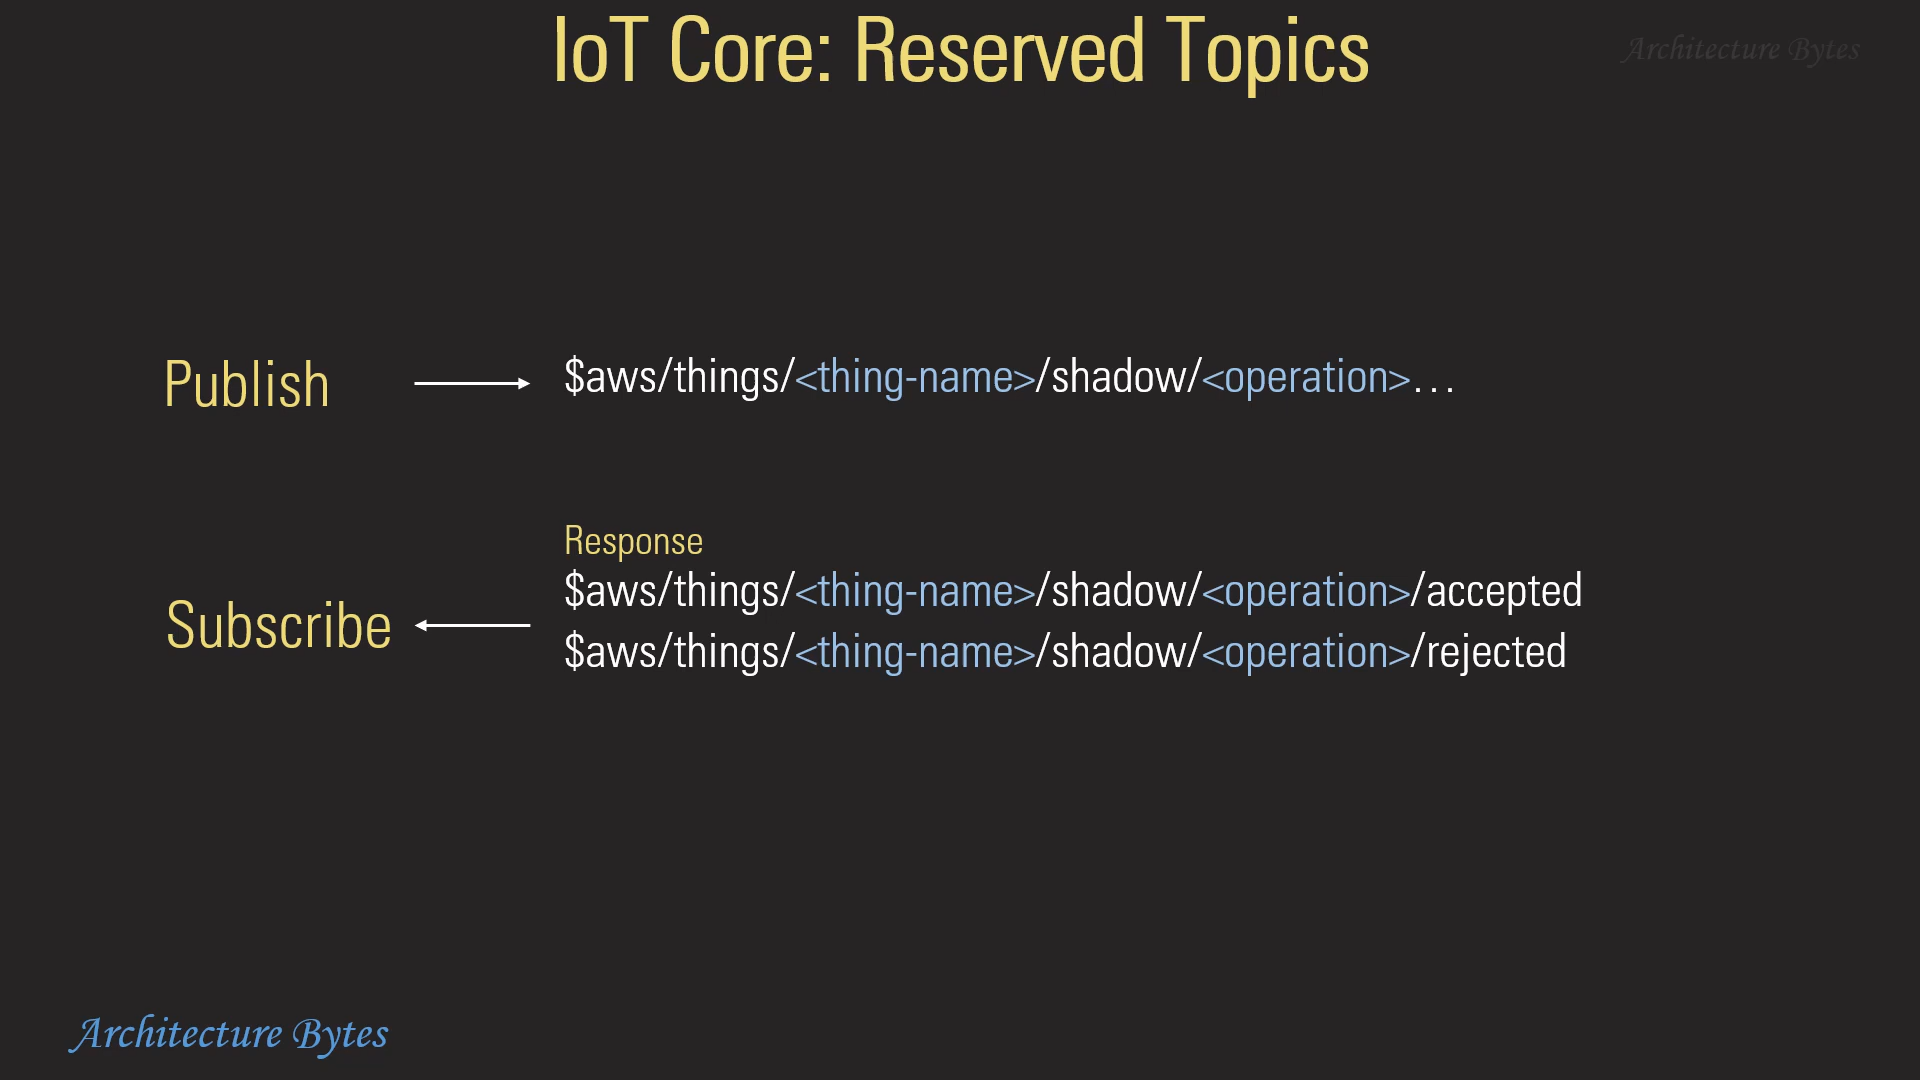 IoT Core: Reserved Topics
Architecture Bytes
Publish
$aws/things/<thing-name>/shadow/<operation>...
Response
$aws/things/<thing-name>/shadow/<operation>/accepted
Subscribe
$aws/things/<thing-name>/shadow/<operation>/rejected
Architecture Bytes